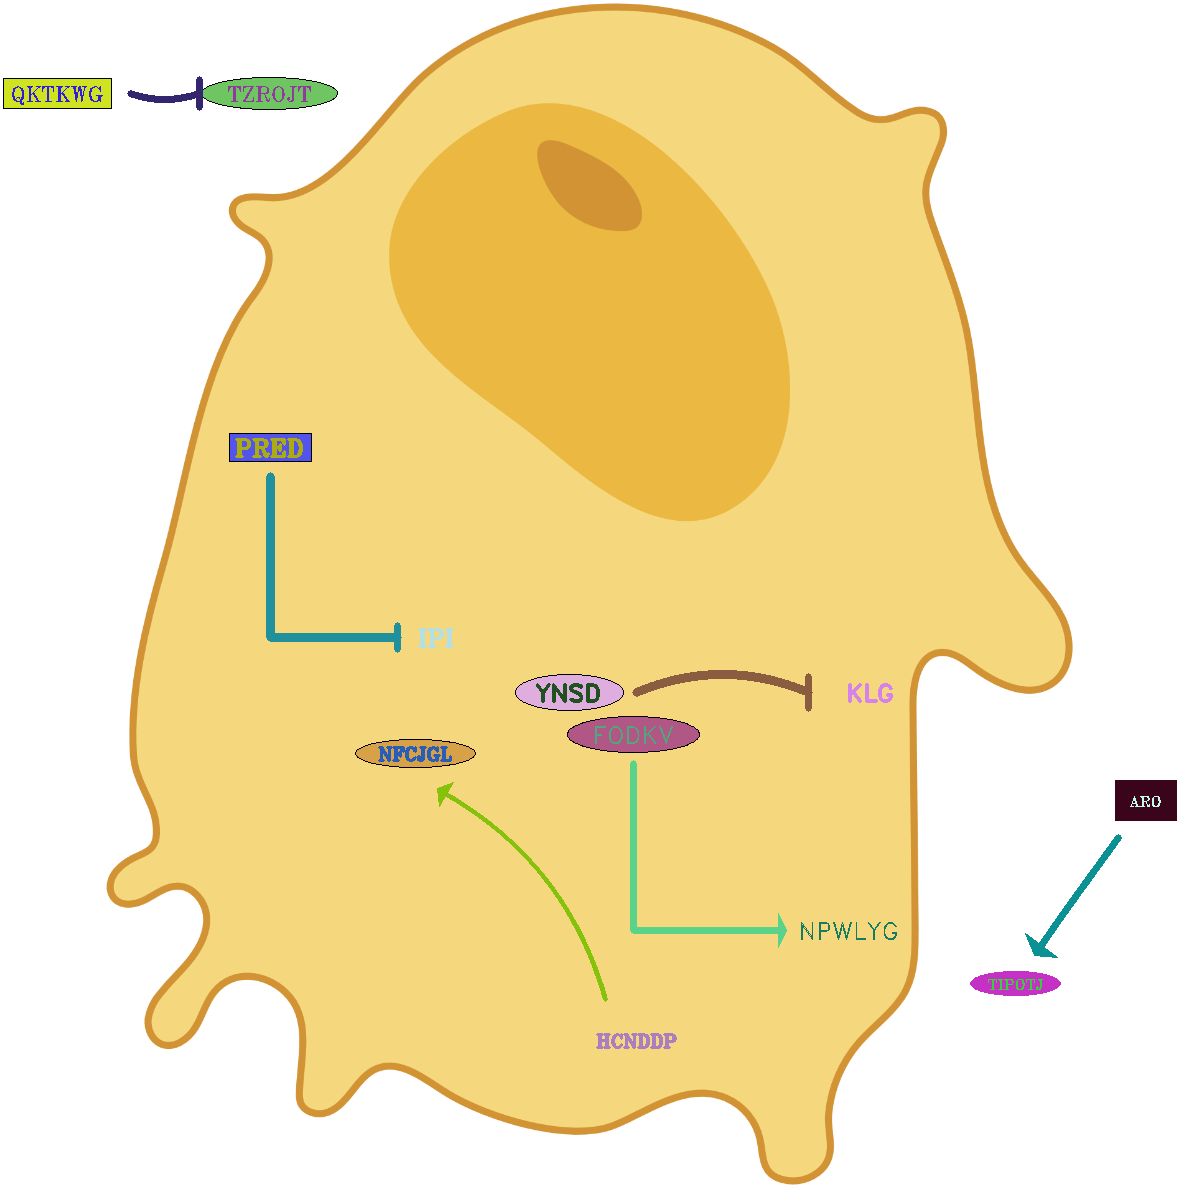 QKTKWG
TZROJT
PRED
IPI
YNSD
KLG
FODKV
NFCJGL
ARO
NPWLYG
TIPOTJ
HCNDDP